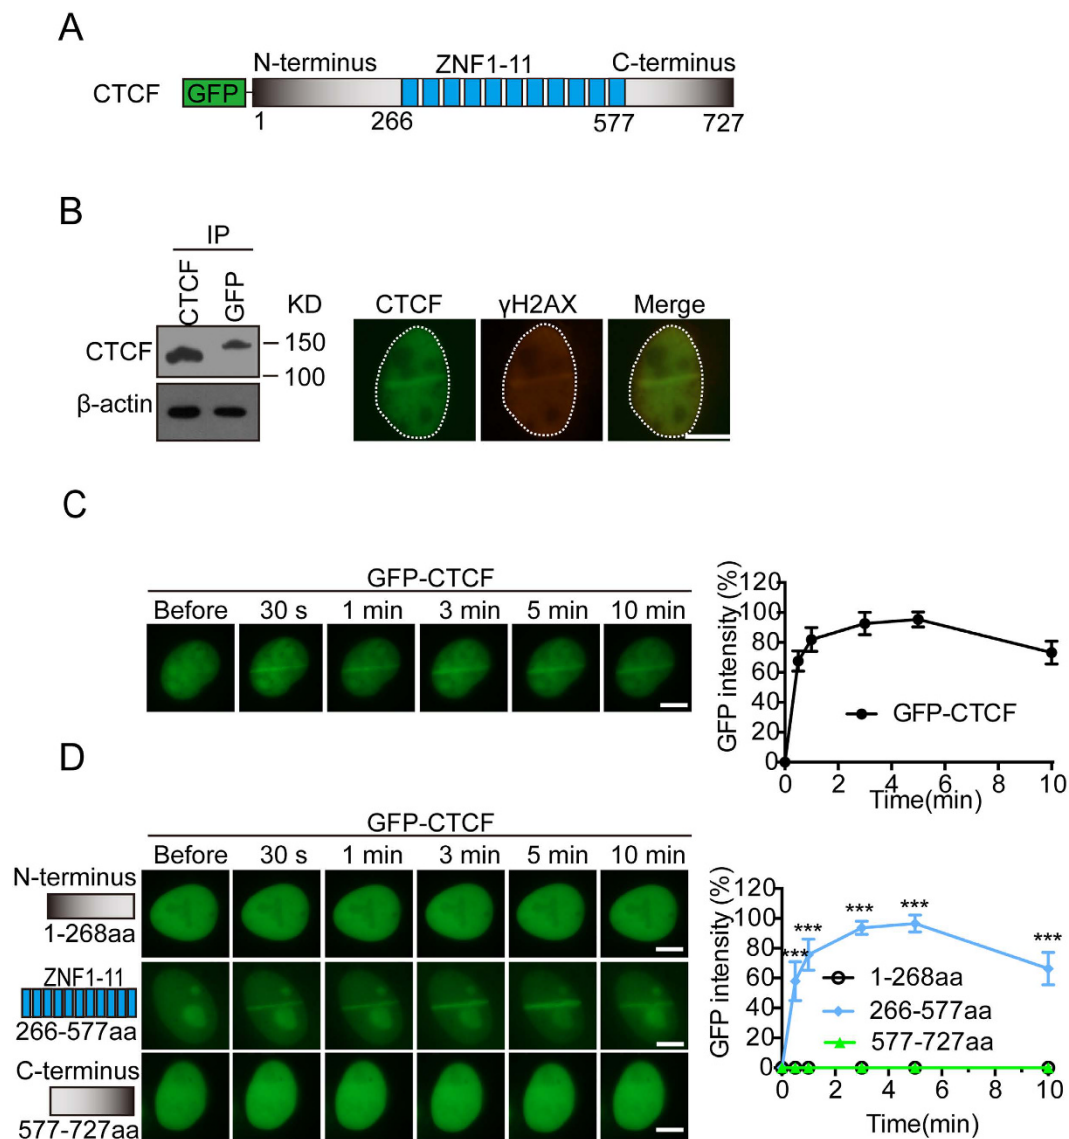 A
N-terminus ZNF1-11 C-terminus
CTCF GFP
1 266 577 727
B
IP
CTCF GFP KD CTCF γH2AX Merge
CTCF 150
100
β-actin
C
GFP-CTCF
Before 30 s 1 min 3 min 5 min 10 min
GFP intensity (%)
120
100
80
60
40
20
0
GFP-CTCF
0 2 4 6 8 10
Time(min)
D
GFP-CTCF
Before 30 s 1 min 3 min 5 min 10 min
N-terminus
1-268aa
ZNF1-11
266-577aa
C-terminus
577-727aa
GFP intensity (%)
120
100
80
60
40
20
0
*** *** *** *** ***
1-268aa
266-577aa
577-727aa
0 2 4 6 8 10
Time(min)